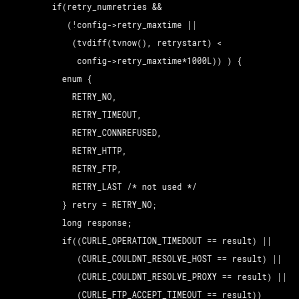 if(retry_numretries &&
(!config->retry_maxtime ||
(tvdiff(tvnow(), retrystart) <
config->retry_maxtime*1000L)) ) {
enum {
RETRY_NO,
RETRY_TIMEOUT,
RETRY_CONNREFUSED,
RETRY_HTTP,
RETRY_FTP,
RETRY_LAST /* not used */
} retry = RETRY_NO;
long response;
if((CURLE_OPERATION_TIMEDOUT == result) ||
(CURLE_COULDNT_RESOLVE_HOST == result) ||
(CURLE_COULDNT_RESOLVE_PROXY == result) ||
(CURLE_FTP_ACCEPT_TIMEOUT == result))